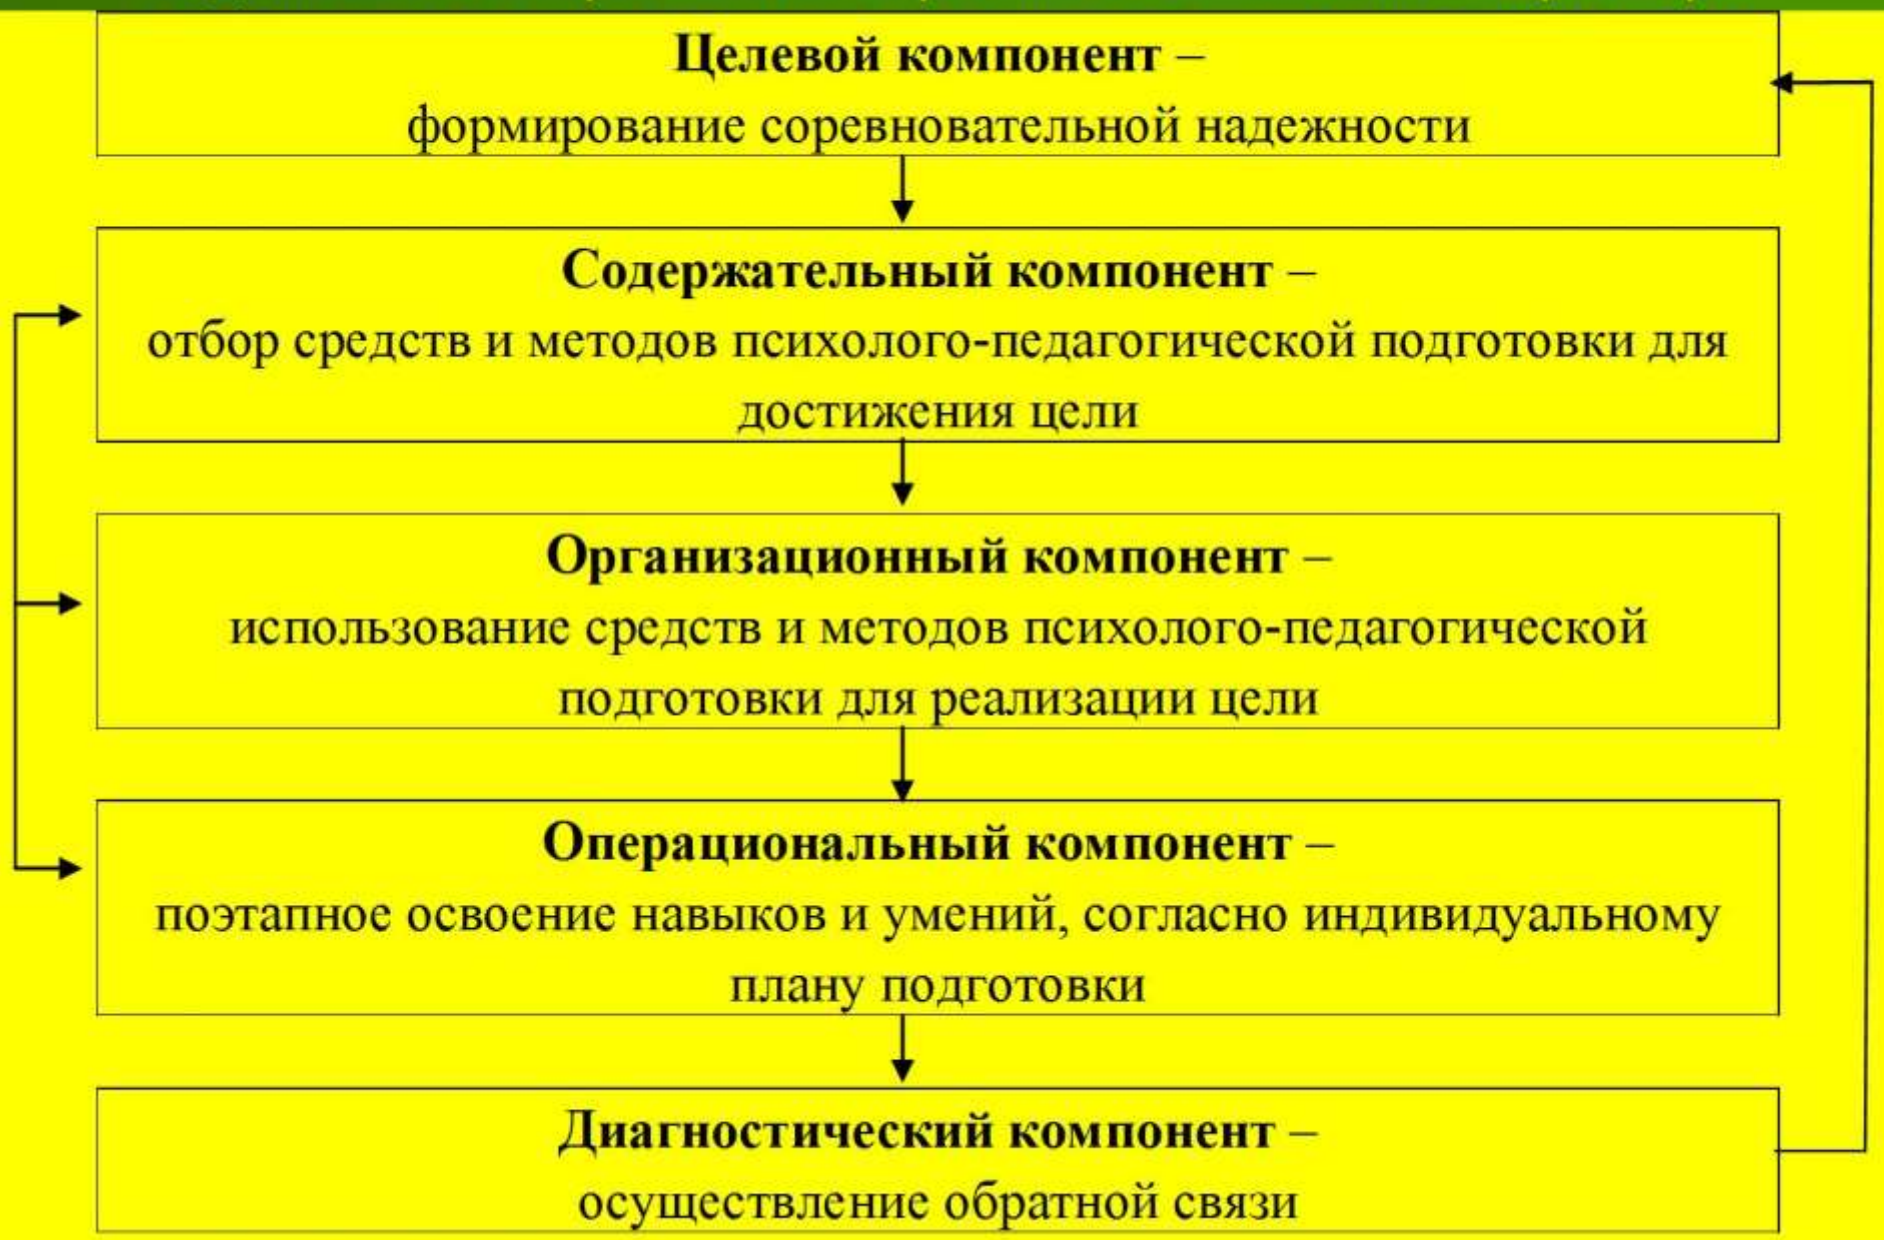 Целевой компонент –
формирование соревновательной надежности
Содержательный компонент –
отбор средств и методов психолого-педагогической подготовки для
достижения цели
Организационный компонент –
использование средств и методов психолого-педагогической
подготовки для реализации цели
Операциональный компонент –
поэтапное освоение навыков и умений, согласно индивидуальному
плану подготовки
Диагностический компонент –
осуществление обратной связи